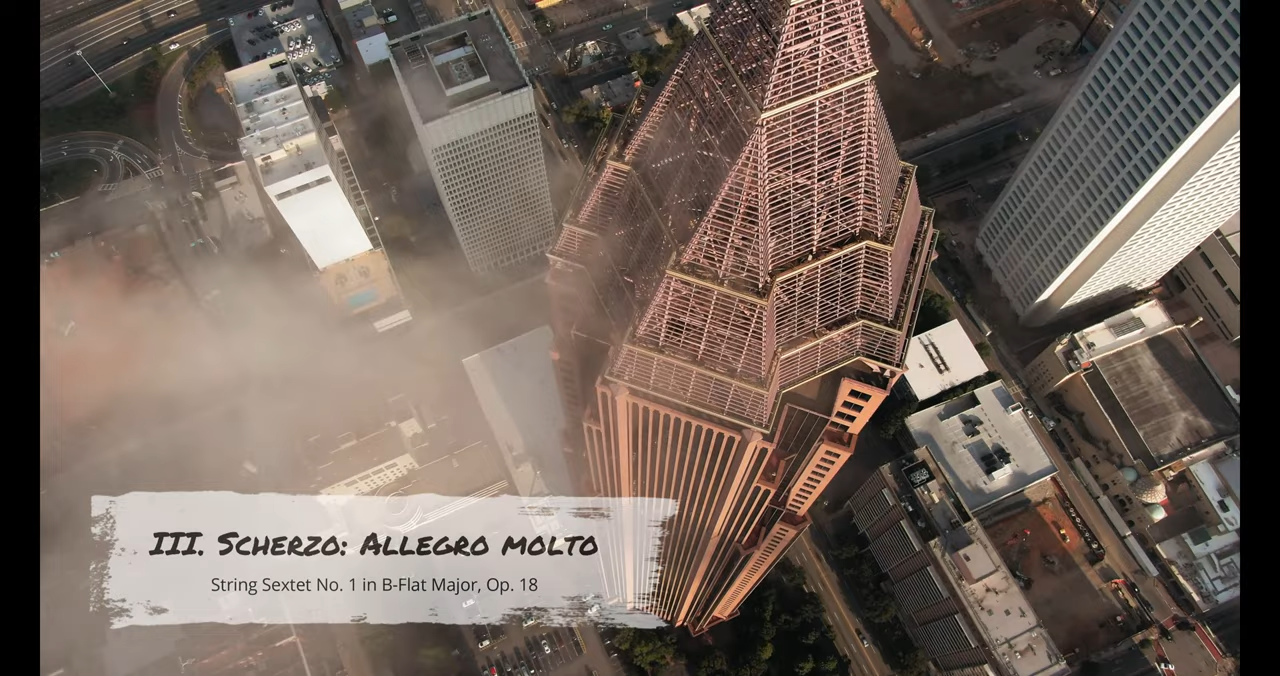 III. Scherzo: Allegro molto
String Sextet No. 1 in B-Flat Major, Op. 18